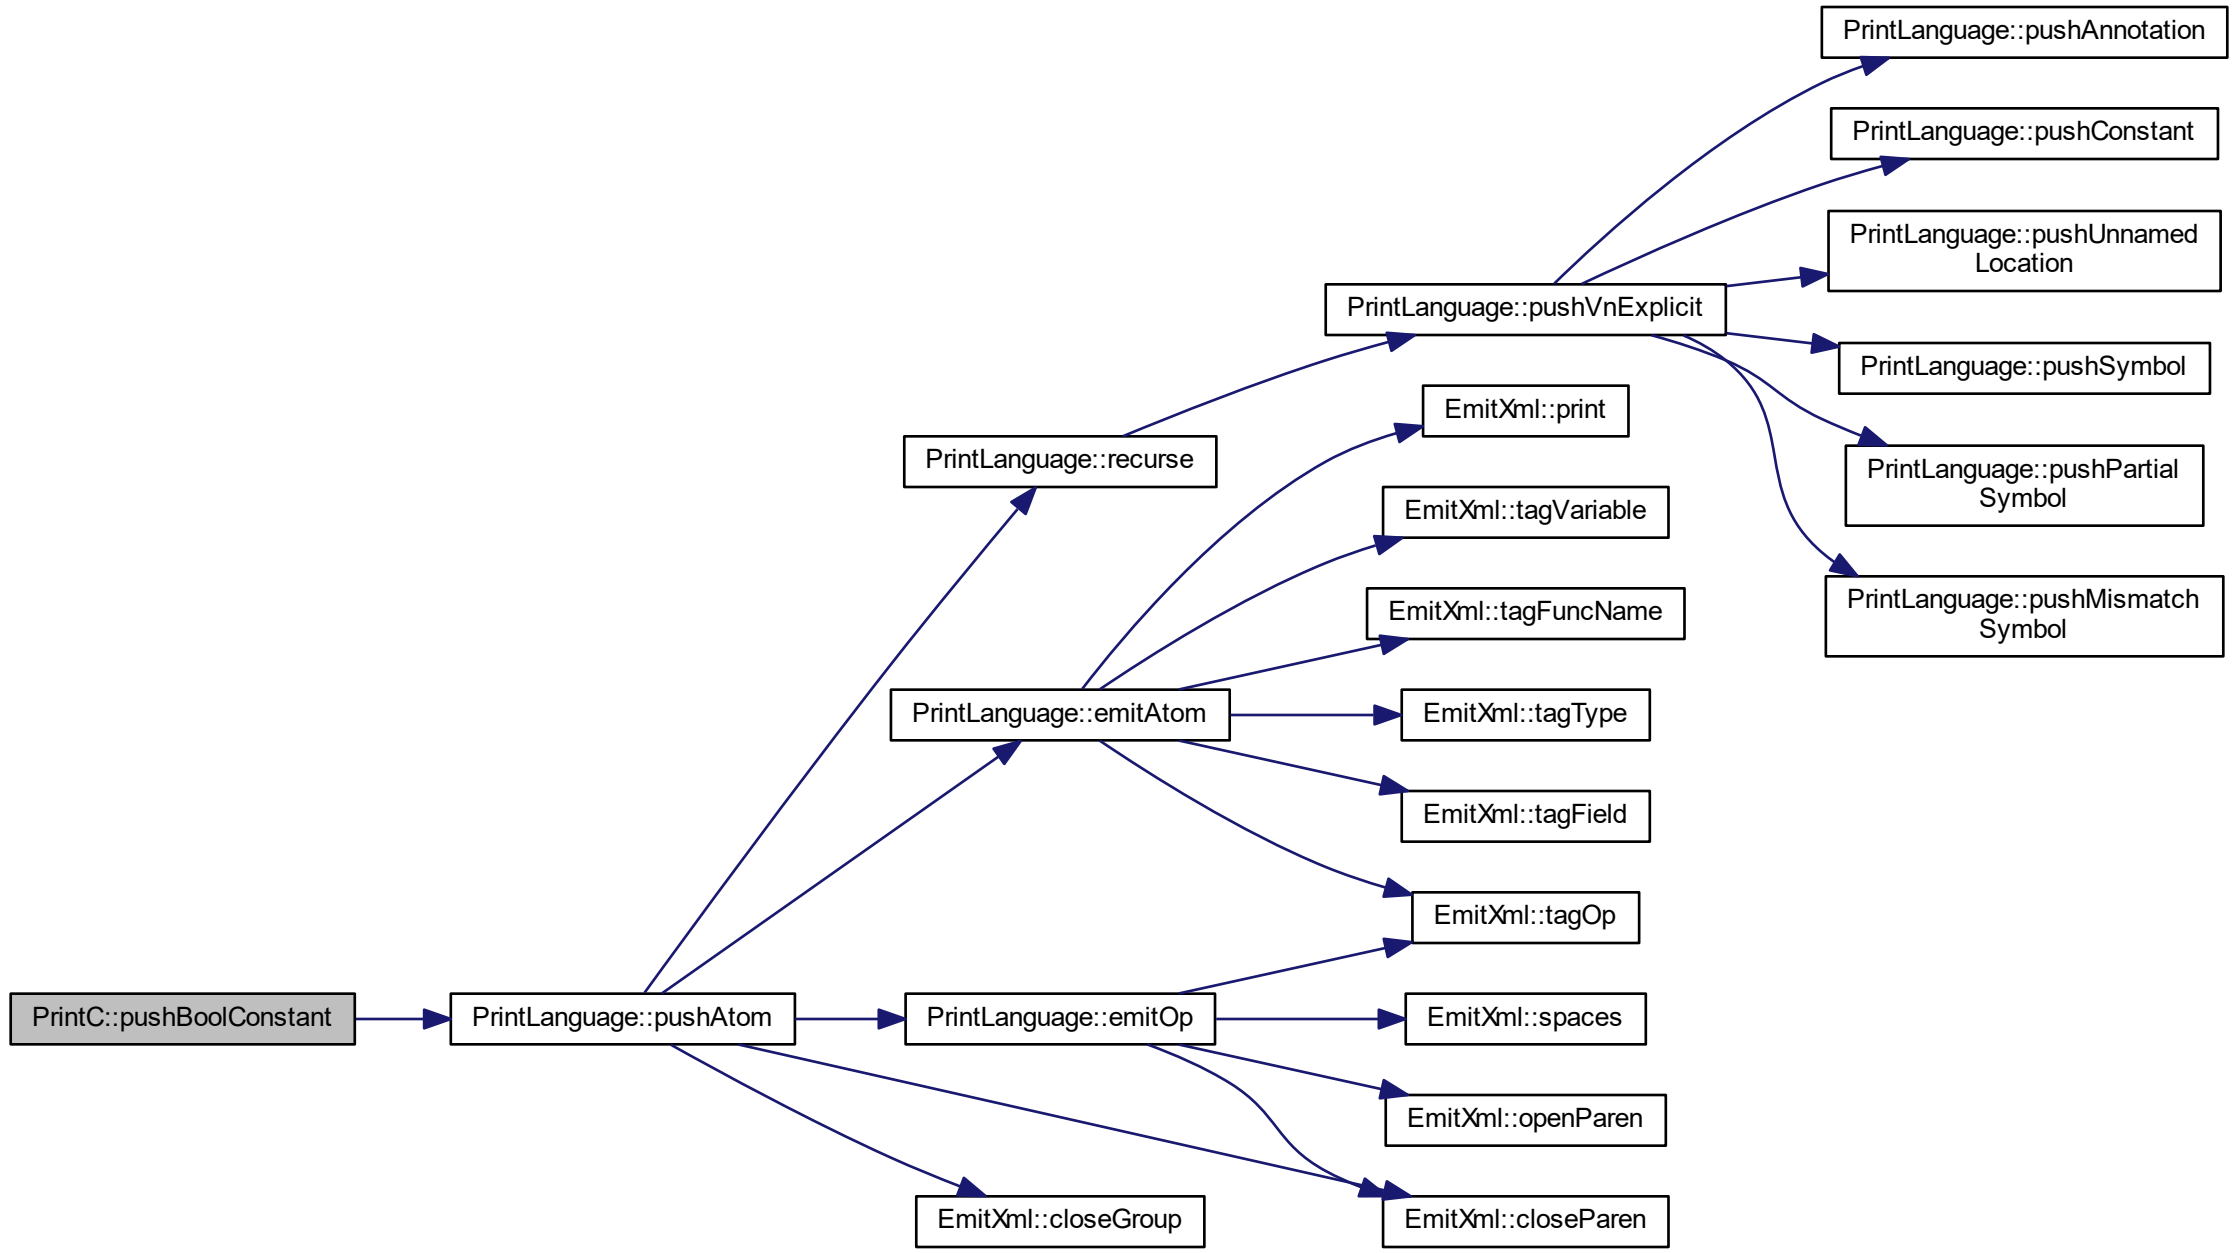 PrintLanguage::pushAnnotation
PrintLanguage::pushConstant
PrintLanguage::pushUnnamed
Location
PrintLanguage::pushVnExplicit
PrintLanguage::pushSymbol
EmitXml::print
PrintLanguage::recurse
PrintLanguage::pushPartial
Symbol
EmitXml::tagVariable
PrintLanguage::pushMismatch
Symbol
EmitXml::tagFuncName
PrintLanguage::emitAtom
EmitXml::tagType
EmitXml::tagField
EmitXml::tagOp
PrintC::pushBoolConstant
PrintLanguage::pushAtom
PrintLanguage::emitOp
EmitXml::spaces
EmitXml::openParen
EmitXml::closeGroup
EmitXml::closeParen